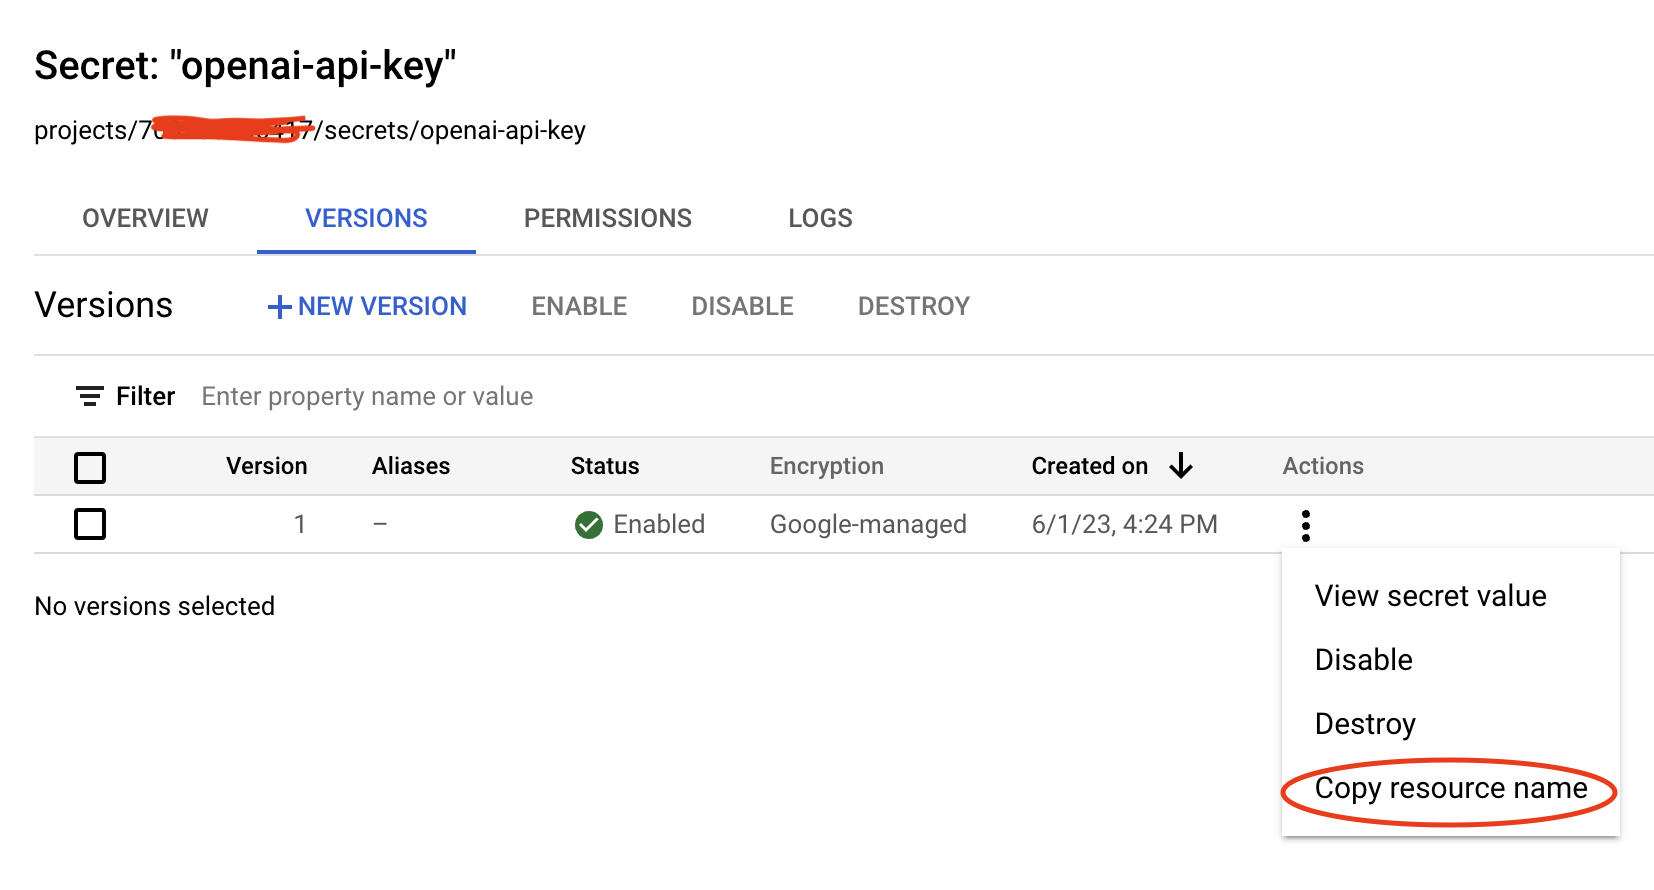 Secret: "openai-api-key"
projects/7 17/secrets/openai-api-key
OVERVIEW VERSIONS PERMISSIONS LOGS
Versions + NEW VERSION ENABLE DISABLE DESTROY
Filter Enter property name or value
Version Aliases Status Encryption Created on Actions
1 – Enabled Google-managed 6/1/23, 4:24 PM
View secret value
No versions selected
Disable
Destroy
Copy resource name